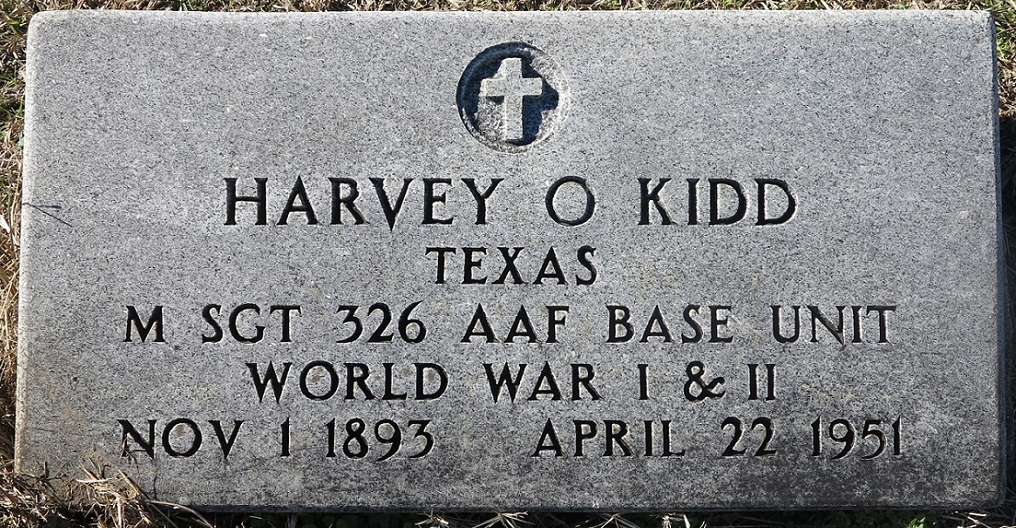 HARVEY O KIDD
TEXAS
M SGT 326 AAF BASE UNIT
WORLD WAR I & II
NOV 1 1893 APRIL 22 1951